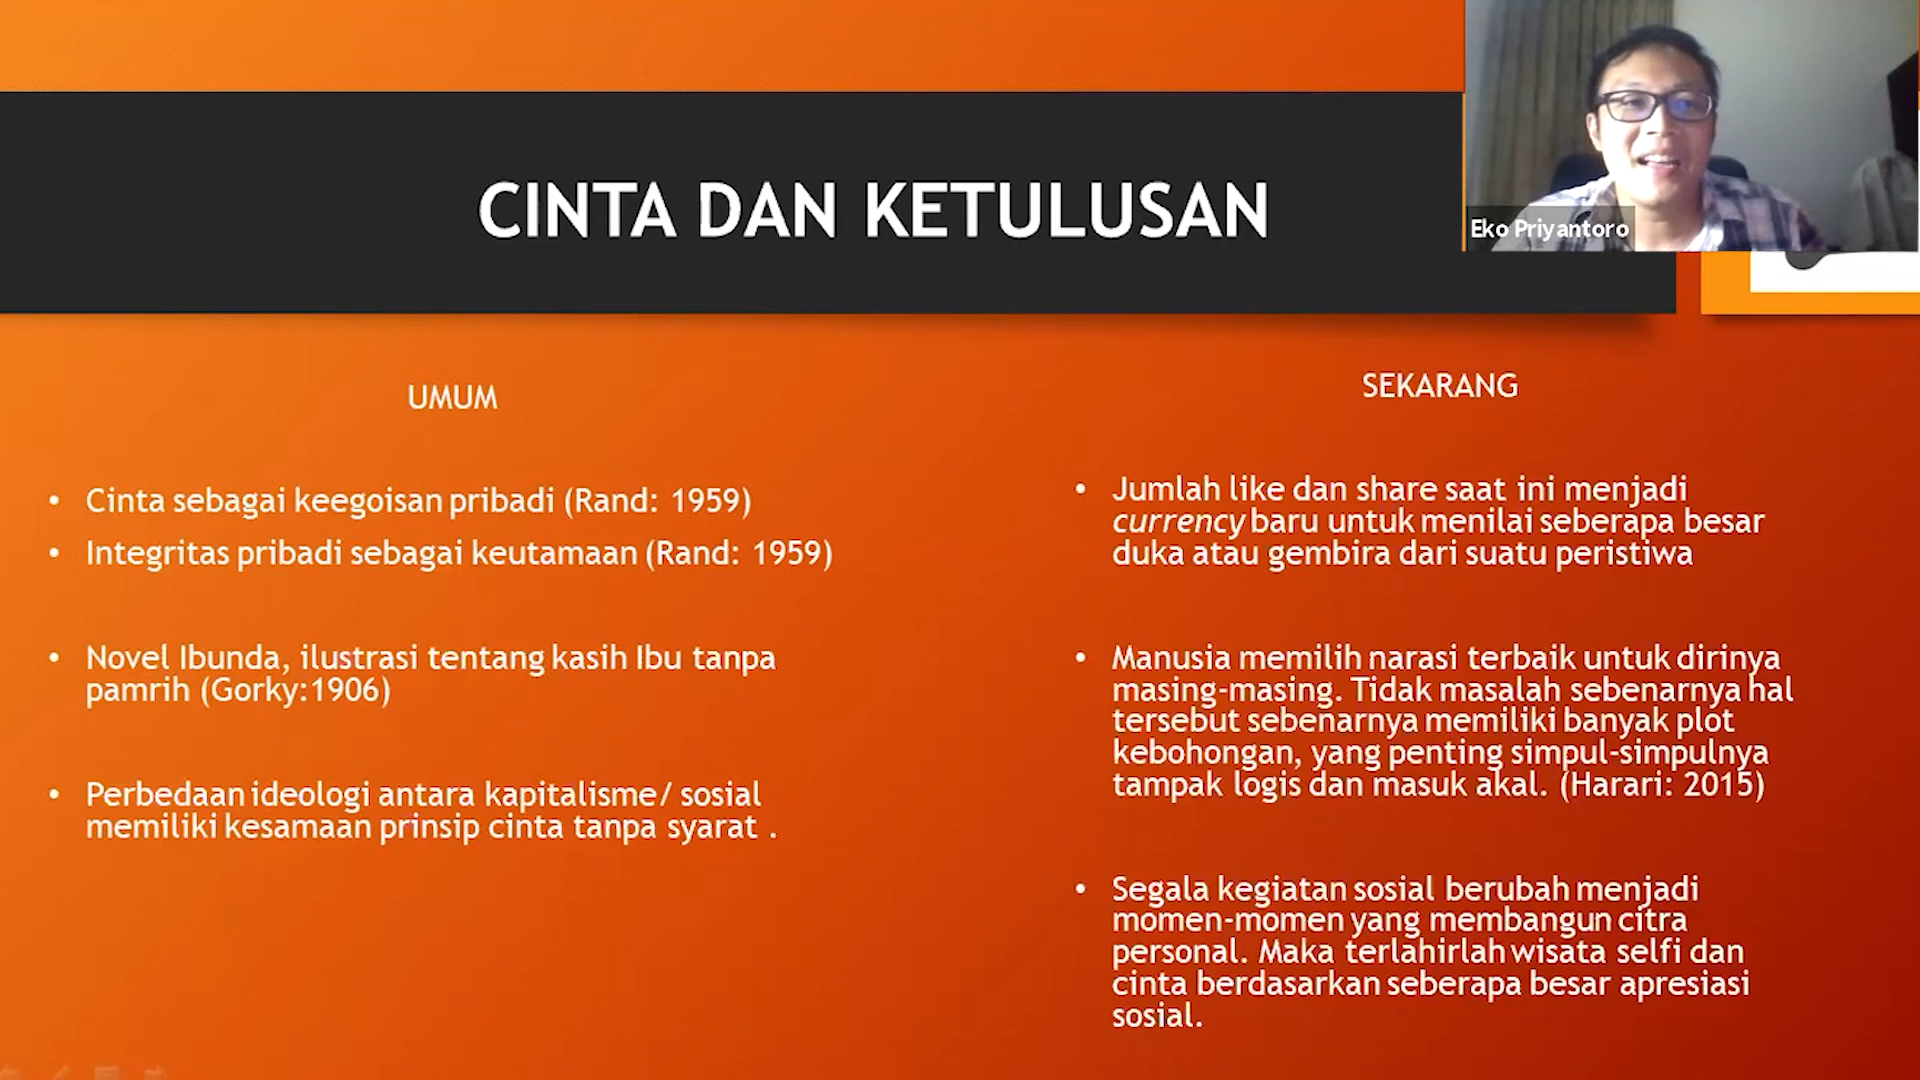 CINTA DAN KETULUSAN
Eko Priyantoro
UMUM
• Cinta sebagai keegoisan pribadi (Rand: 1959)
• Integritas pribadi sebagai keutamaan (Rand: 1959)
• Novel Ibunda, ilustrasi tentang kasih Ibu tanpa
pamrih (Gorky:1906)
• Perbedaan ideologi antara kapitalisme/ sosial
memiliki kesamaan prinsip cinta tanpa syarat .
SEKARANG
• Jumlah like dan share saat ini menjadi
currency baru untuk menilai seberapa besar
duka atau gembira dari suatu peristiwa
• Manusia memilih narasi terbaik untuk dirinya
masing-masing. Tidak masalah sebenarnya hal
tersebut sebenarnya memiliki banyak plot
kebohongan, yang penting simpul-simpulnya
tampak logis dan masuk akal. (Harari: 2015)
• Segala kegiatan sosial berubah menjadi
momen-momen yang membangun citra
personal. Maka terlahirlah wisata selfi dan
cinta berdasarkan seberapa besar apresiasi
sosial.